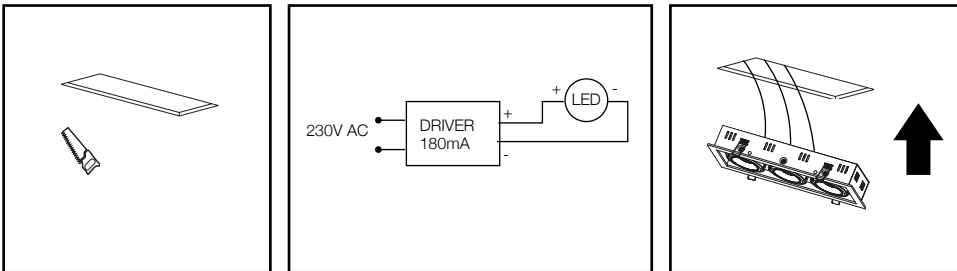 230V AC
DRIVER
180mA
+
-
+
LED
-